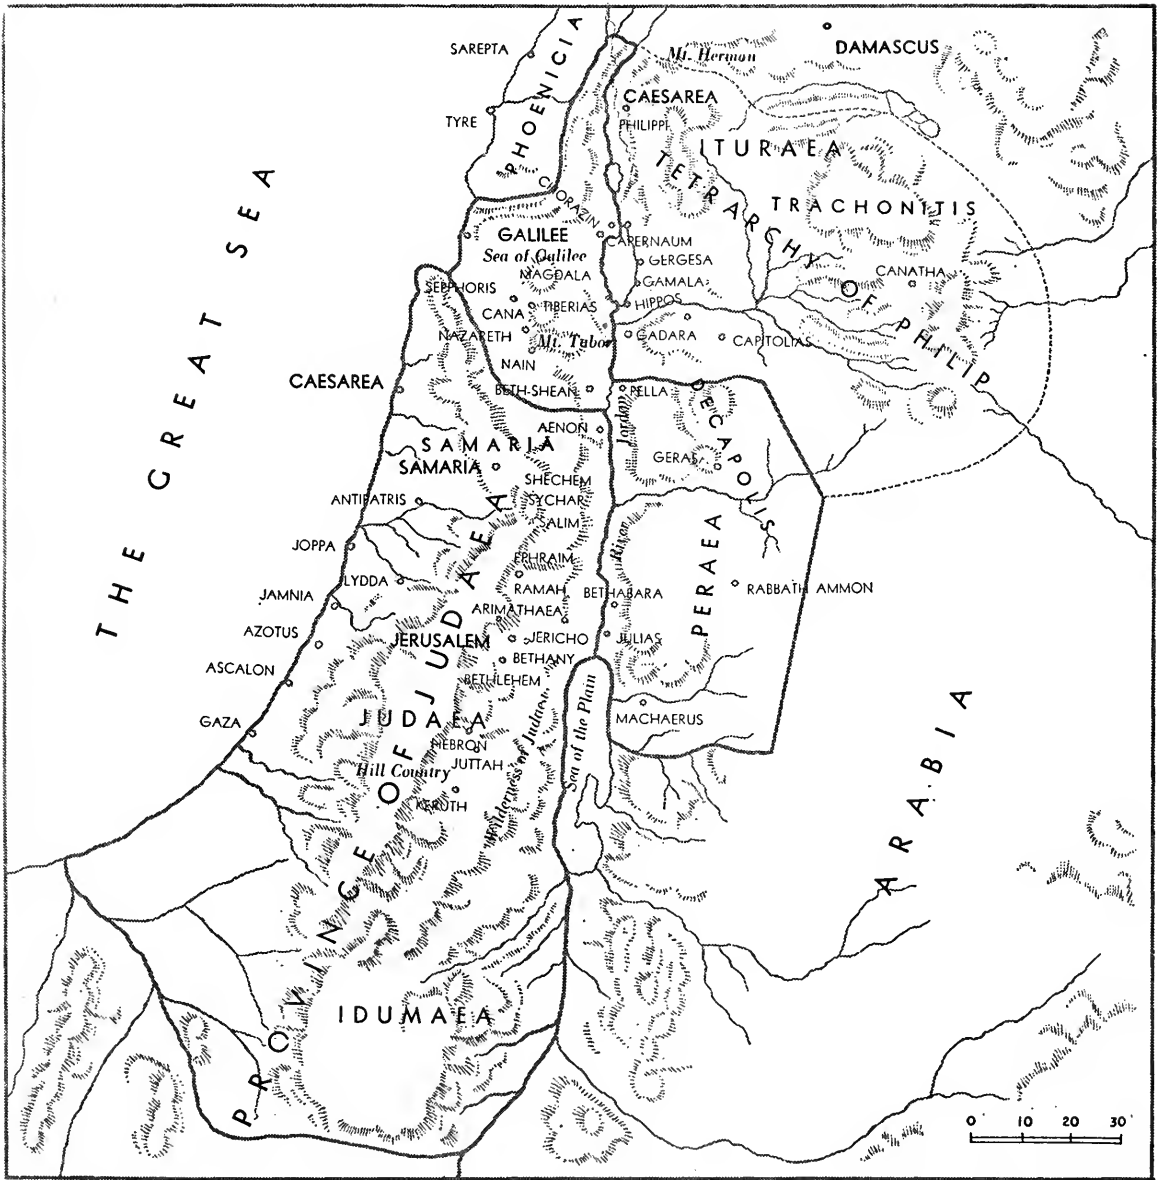 DAMASCUS
SAREPTA
Mt. Hermon
PHOENICIA
CAESAREA
PHILIPPI
TYRE
ITURAEA
TETRARCHY OF PHILIP
TRACHONITIS
CHORAZIN
GALILEE
CAPERNAUM
Sea of Galilee
GERGESA
MAGDALA
CANATHA
GAMALA
SEPPHORIS
HIPPOS
TIBERIAS
CANA
NAZARETH
Mt. Tabor
GADARA
CAPITOLIAS
NAIN
THE GREAT SEA
CAESAREA
BETH-SHEAN
PELLA
DECAPOLIS
AENON
Jordan River
SAMARIA
SAMARIA
GERASA
SHECHEM
SYCHAR
ANTIPATRIS
SALIM
JOPPA
EPHRAIM
PERAEA
LYDDA
RAMAH
BETHABARA
RABBATH AMMON
JAMNIA
ARIMATHAEA
AZOTUS
JERUSALEM
JERICHO
JULIAS
BETHANY
ASCALON
BETHLEHEM
Sea of the Plain
GAZA
JUDAEA
MACHAERUS
HEBRON
JUTTAH
Hill Country
Wilderness of Judaea
KERUTH
ARABIA
PROVINCE OF JUDAEA
IDUMAEA
0 10 20 30